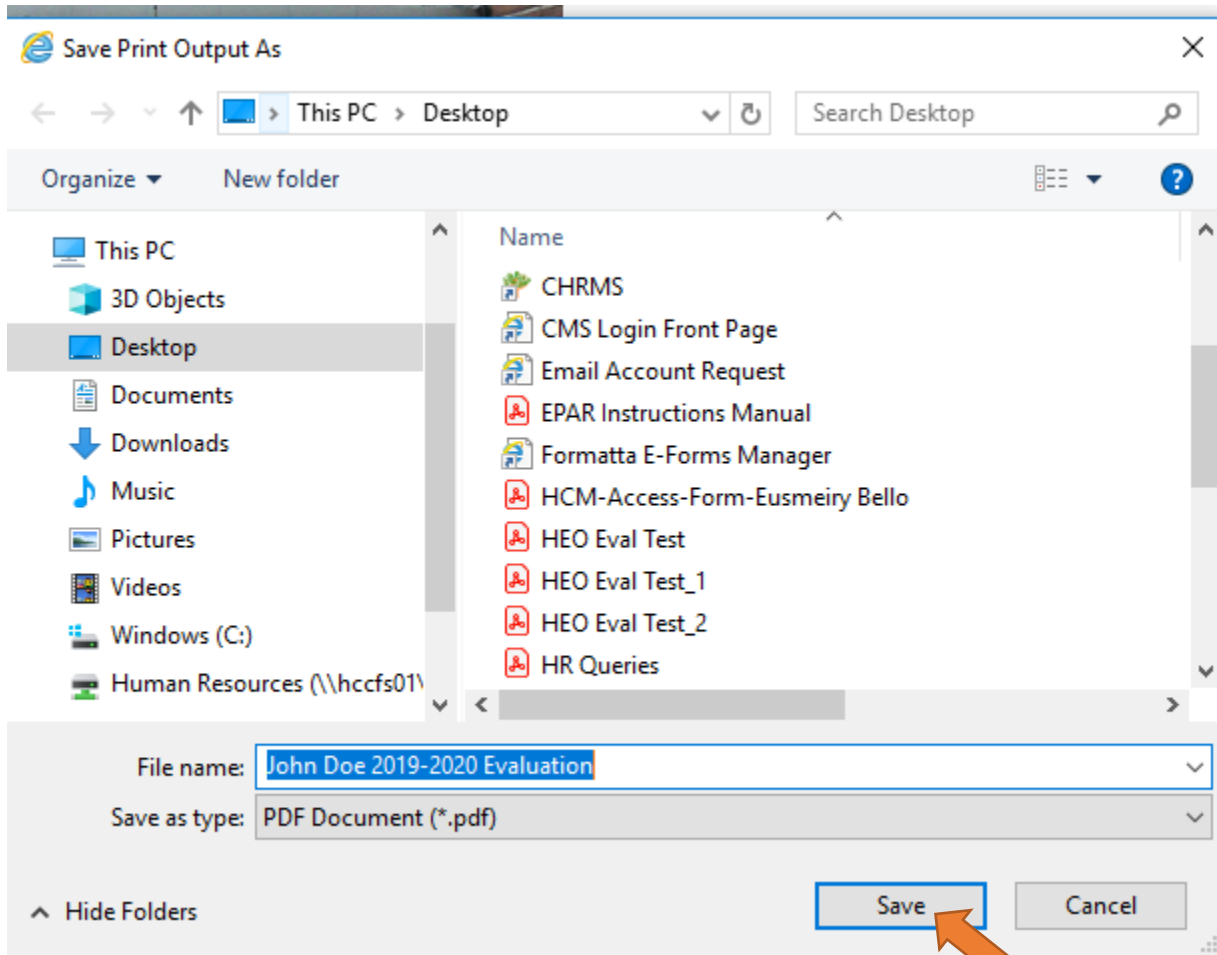 Save Print Output As
This PC > Desktop
Search Desktop
Organize
New folder
This PC
3D Objects
Desktop
Documents
Downloads
Music
Pictures
Videos
Windows (C:)
Human Resources (\\hccfs01\
Name
CHRMS
CMS Login Front Page
Email Account Request
EPAR Instructions Manual
Formatta E-Forms Manager
HCM-Access-Form-Eusmeiry Bello
HEO Eval Test
HEO Eval Test_1
HEO Eval Test_2
HR Queries
File name: John Doe 2019-2020 Evaluation
Save as type: PDF Document (*.pdf)
Hide Folders
Save
Cancel